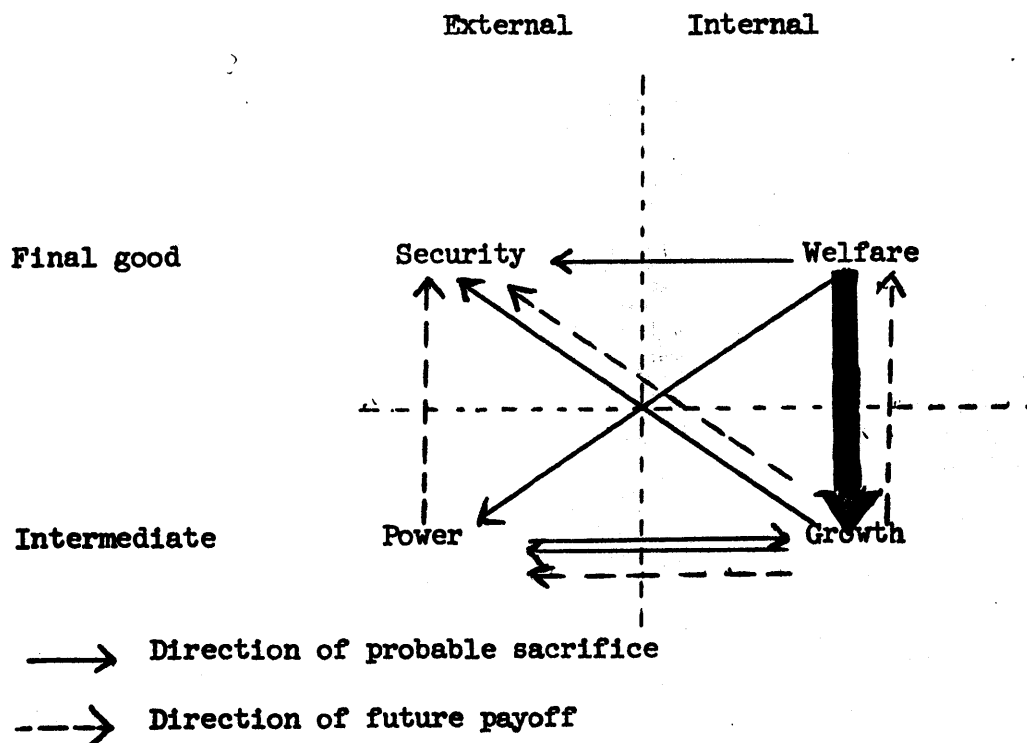 External Internal
Final good Security Welfare
Intermediate Power Growth
Direction of probable sacrifice
Direction of future payoff